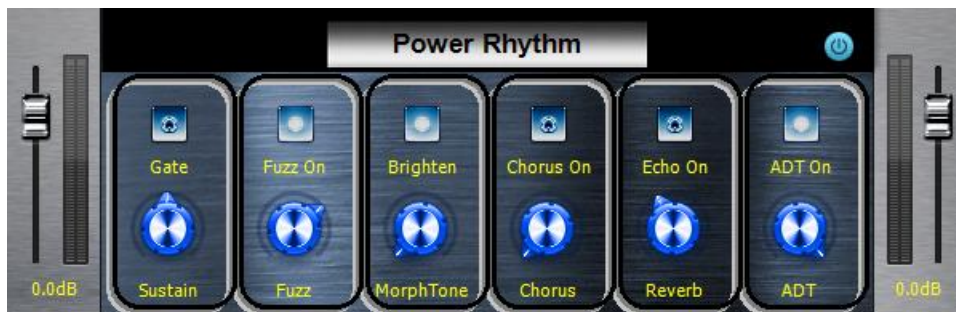 Power Rhythm
Gate Fuzz On Brighten Chorus On Echo On ADT On
0.0dB Sustain Fuzz MorphTone Chorus Reverb ADT 0.0dB